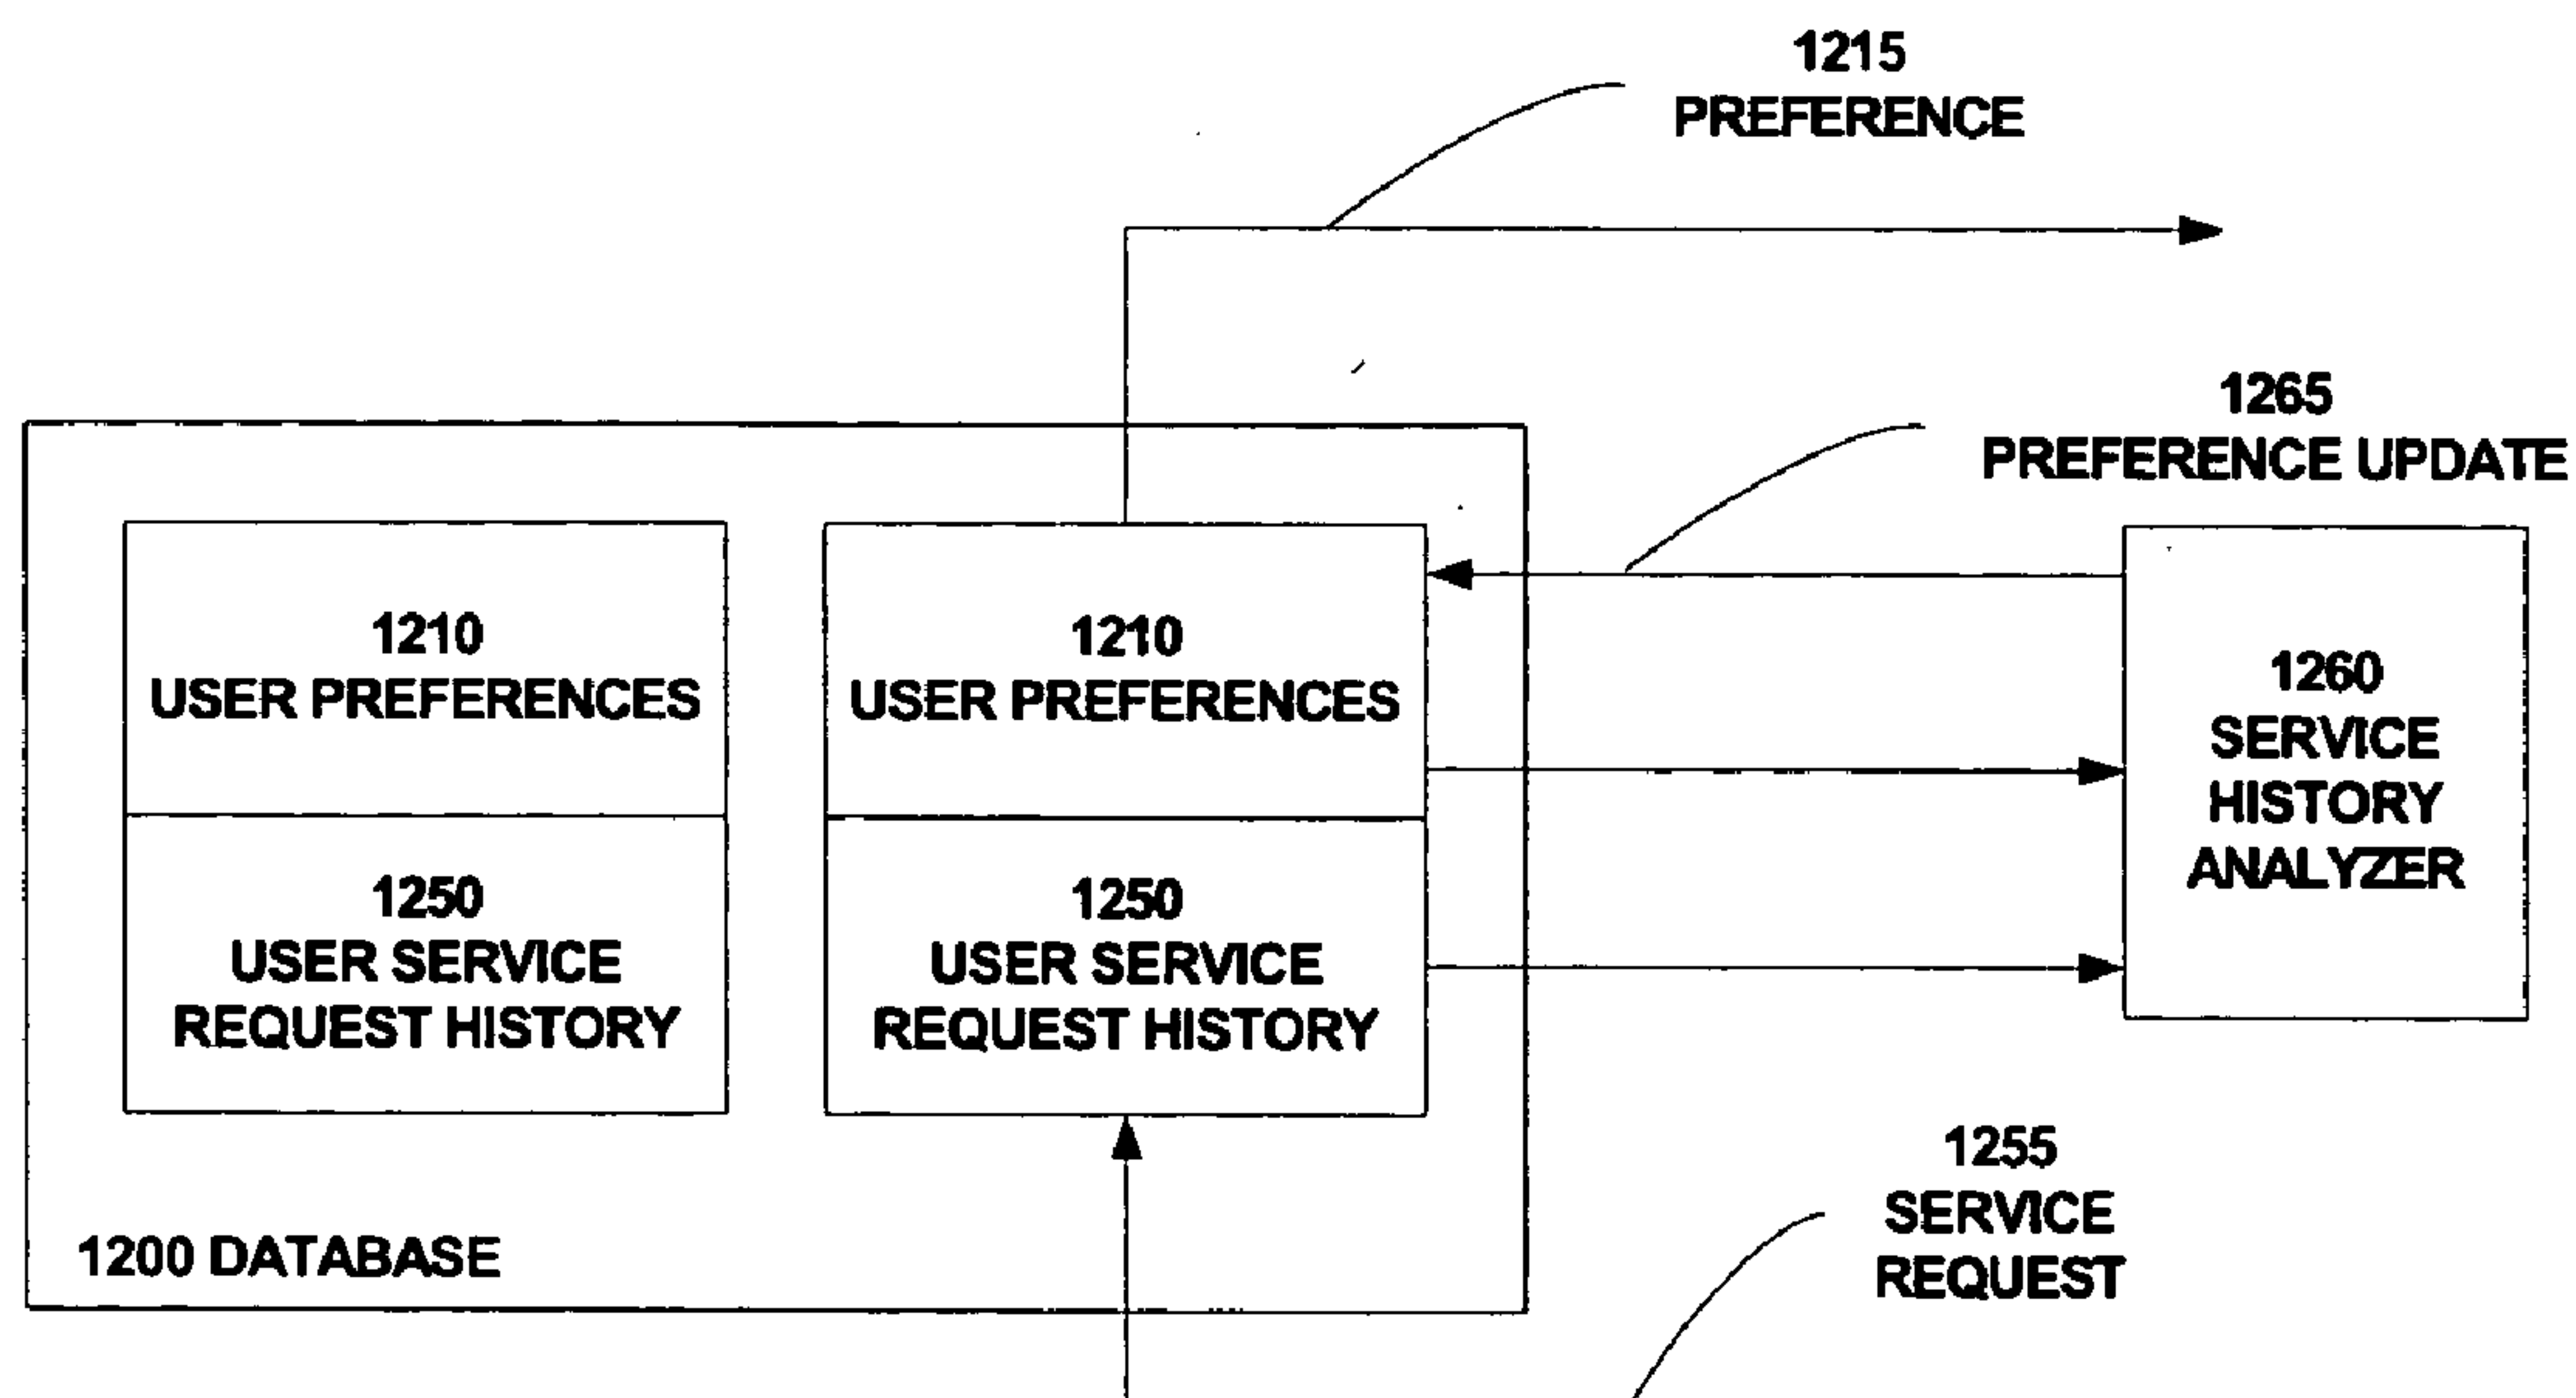 1215
PREFERENCE
1265
PREFERENCE UPDATE
1210
USER PREFERENCES
1210
USER PREFERENCES
1260
SERVICE
HISTORY
ANALYZER
1250
USER SERVICE
REQUEST HISTORY
1250
USER SERVICE
REQUEST HISTORY
1255
SERVICE
REQUEST
1200 DATABASE